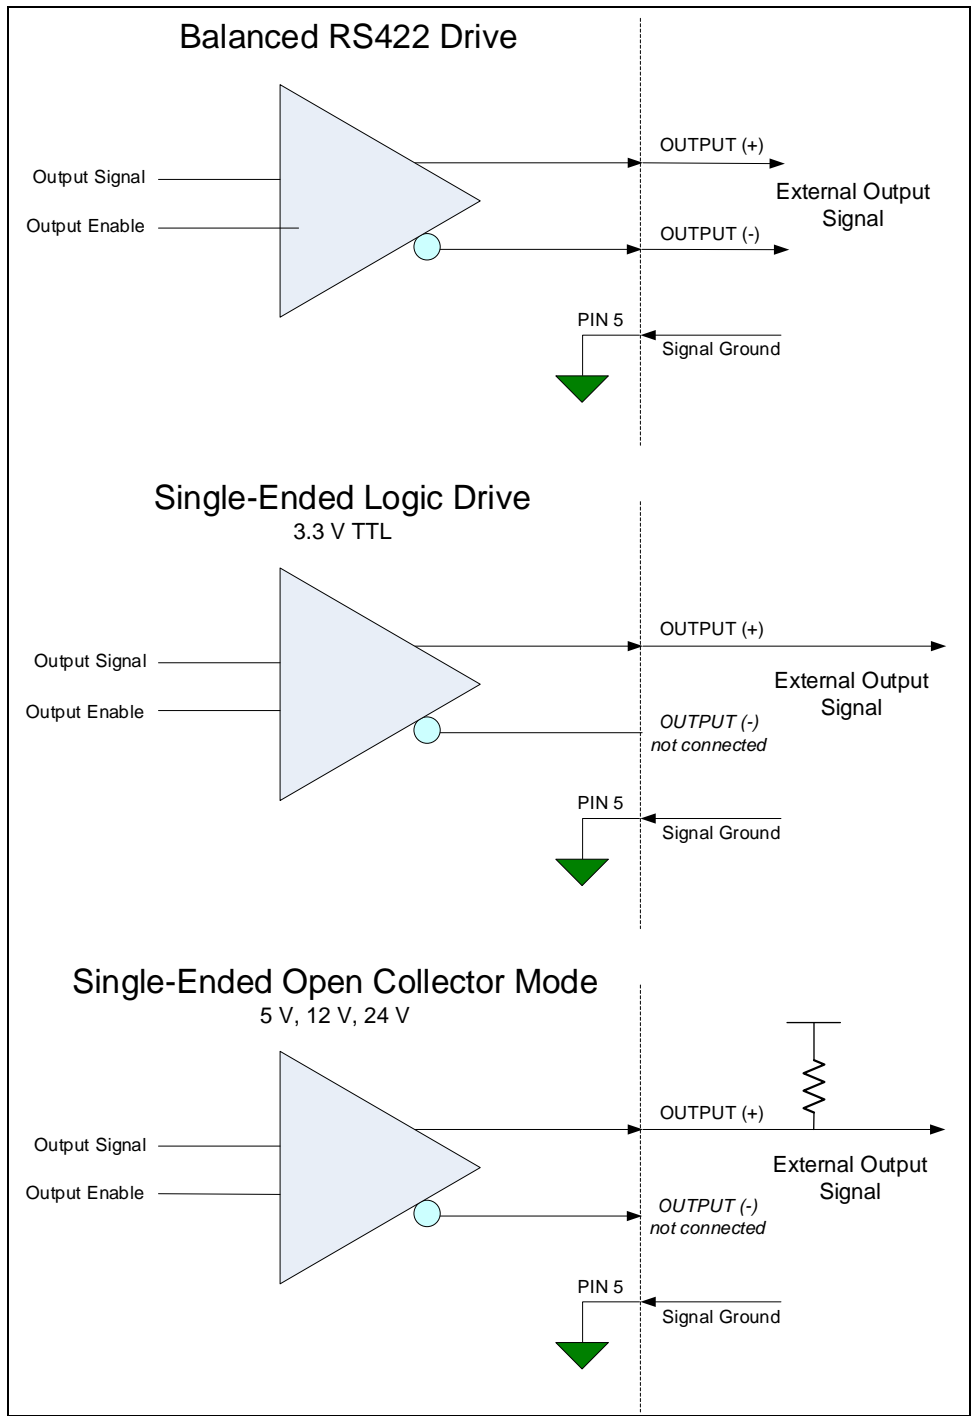 Balanced RS422 Drive
OUTPUT (+)
Output Signal
External Output
Signal
Output Enable
OUTPUT (-)
PIN 5
Signal Ground
Single-Ended Logic Drive
3.3 V TTL
OUTPUT (+)
Output Signal
External Output
Signal
Output Enable
OUTPUT (-)
not connected
PIN 5
Signal Ground
Single-Ended Open Collector Mode
5 V, 12 V, 24 V
OUTPUT (+)
Output Signal
External Output
Signal
Output Enable
OUTPUT (-)
not connected
PIN 5
Signal Ground